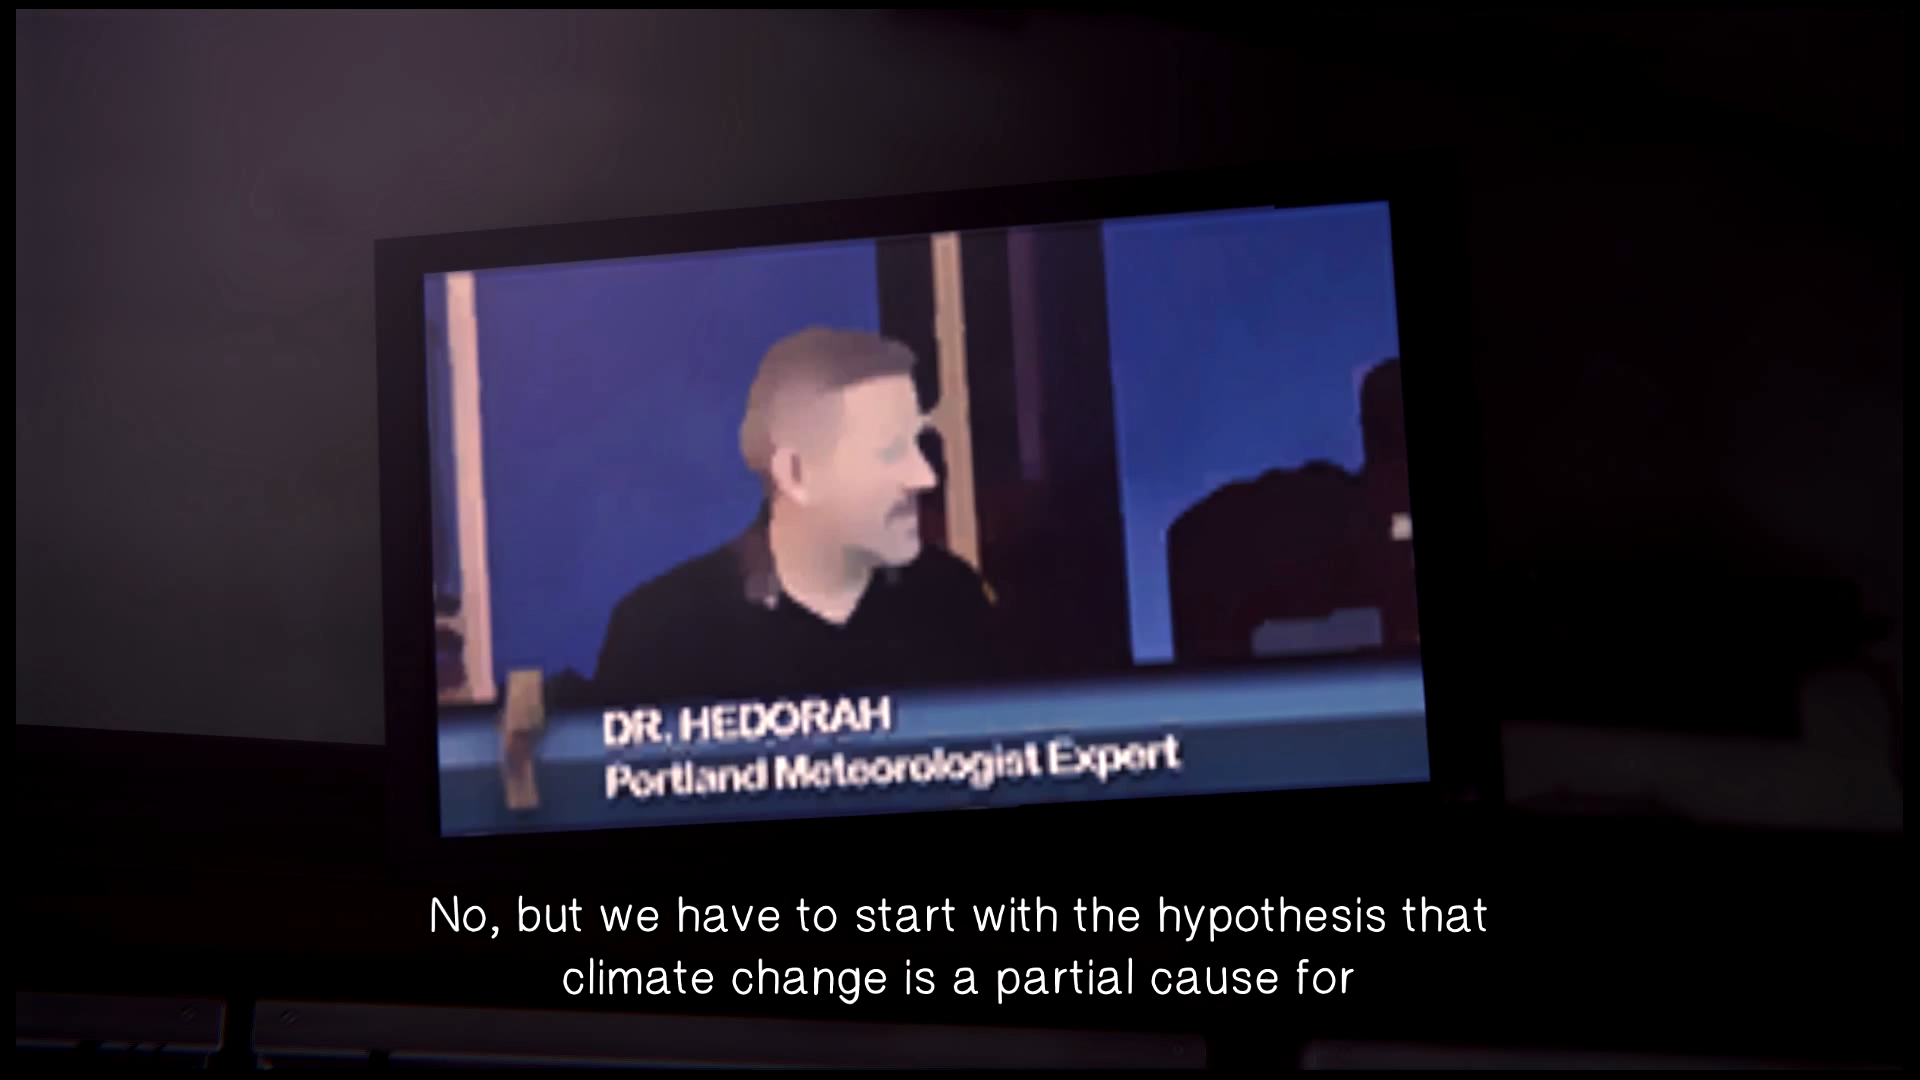 DR. HEDORAH
Portland Meteorologist Expert
No, but we have to start with the hypothesis that
climate change is a partial cause for